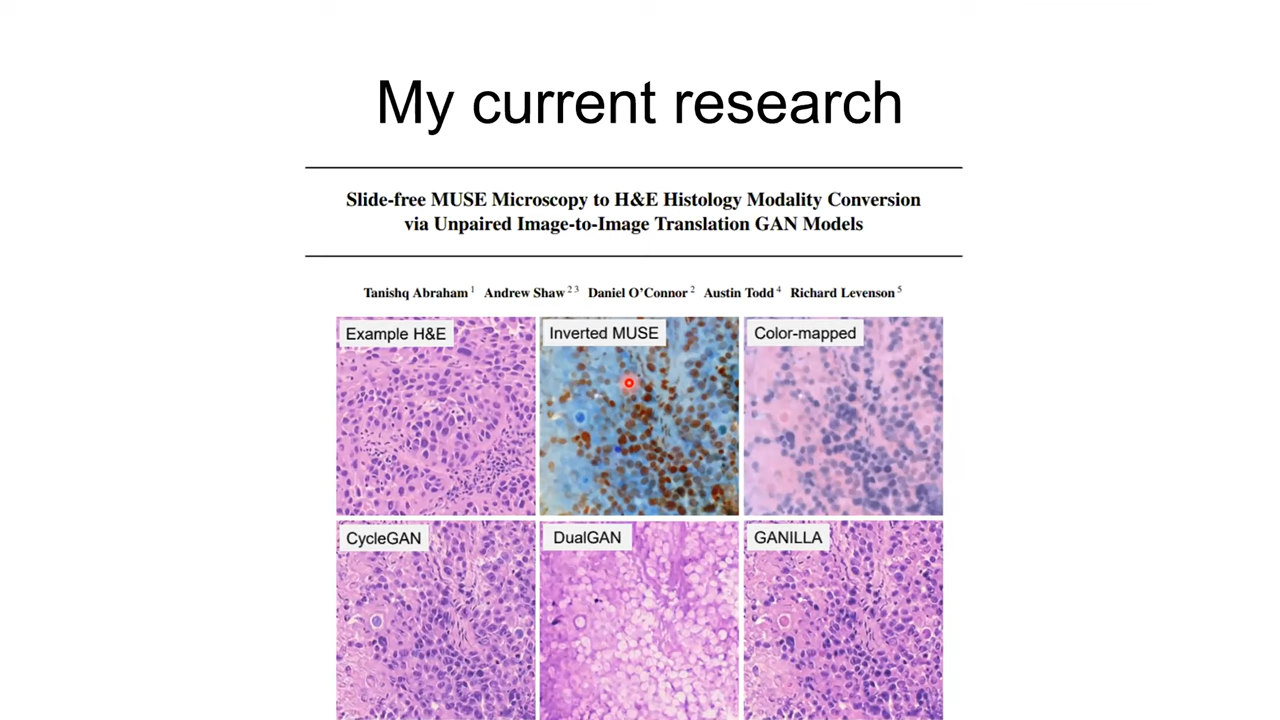 My current research
Slide-free MUSE Microscopy to H&E Histology Modality Conversion
via Unpaired Image-to-Image Translation GAN Models
Tanishq Abraham 1 Andrew Shaw 2 3 Daniel O'Connor 2 Austin Todd 4 Richard Levenson 5
Example H&E
Inverted MUSE
Color-mapped
CycleGAN
DualGAN
GANILLA